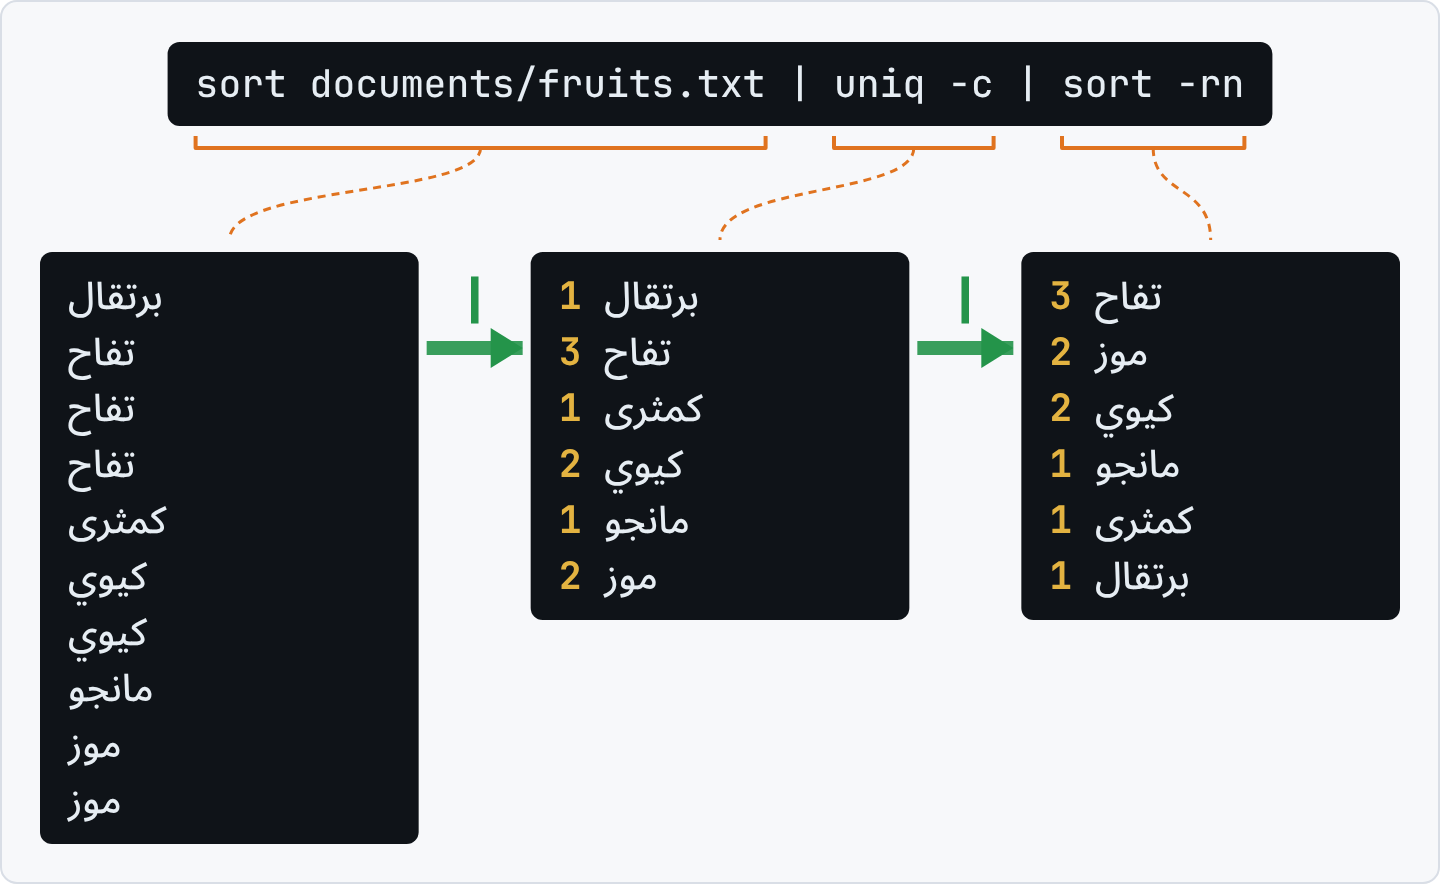 sort documents/fruits.txt | uniq -c | sort -rn
برتقال
تفاح
تفاح
تفاح
كمثرى
كيوي
كيوي
مانجو
موز
موز
|
1 برتقال
3 تفاح
1 كمثرى
2 كيوي
1 مانجو
2 موز
|
3 تفاح
2 موز
2 كيوي
1 مانجو
1 كمثرى
1 برتقال